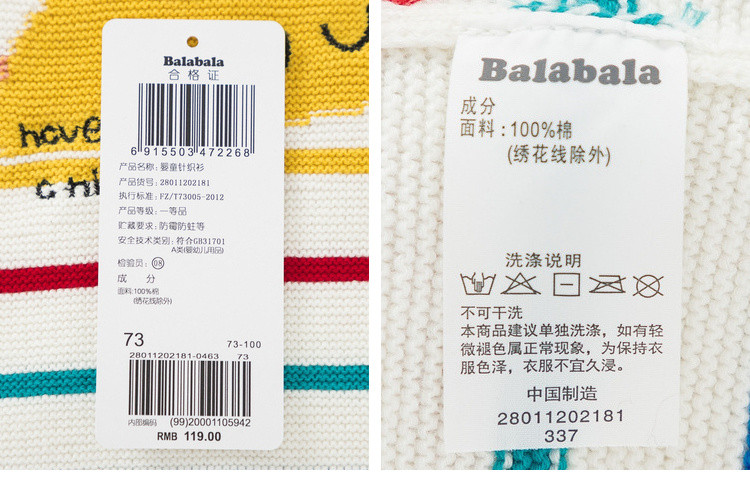 have
Balabala
合格证
6 915503 472268
产品名称: 婴童针织衫
产品货号: 28011202181
执行标准: FZ/T73005-2012
产品等级: 一等品
贮藏要求: 防霉防蛀等
安全技术类别: 符合GB31701
A类(婴幼儿用品)
检验员: 08
成 分
面料:100%棉
(绣花线除外)
73
73-100
28011202181-0463 73
内部编码 (99)20001105942
RMB 119.00
Balabala
成分
面料:100%棉
(绣花线除外)
洗涤说明
不可干洗
本商品建议单独洗涤，如有轻
微褪色属正常现象，为保持衣
服色泽，衣服不宜久浸。
中国制造
28011202181
337